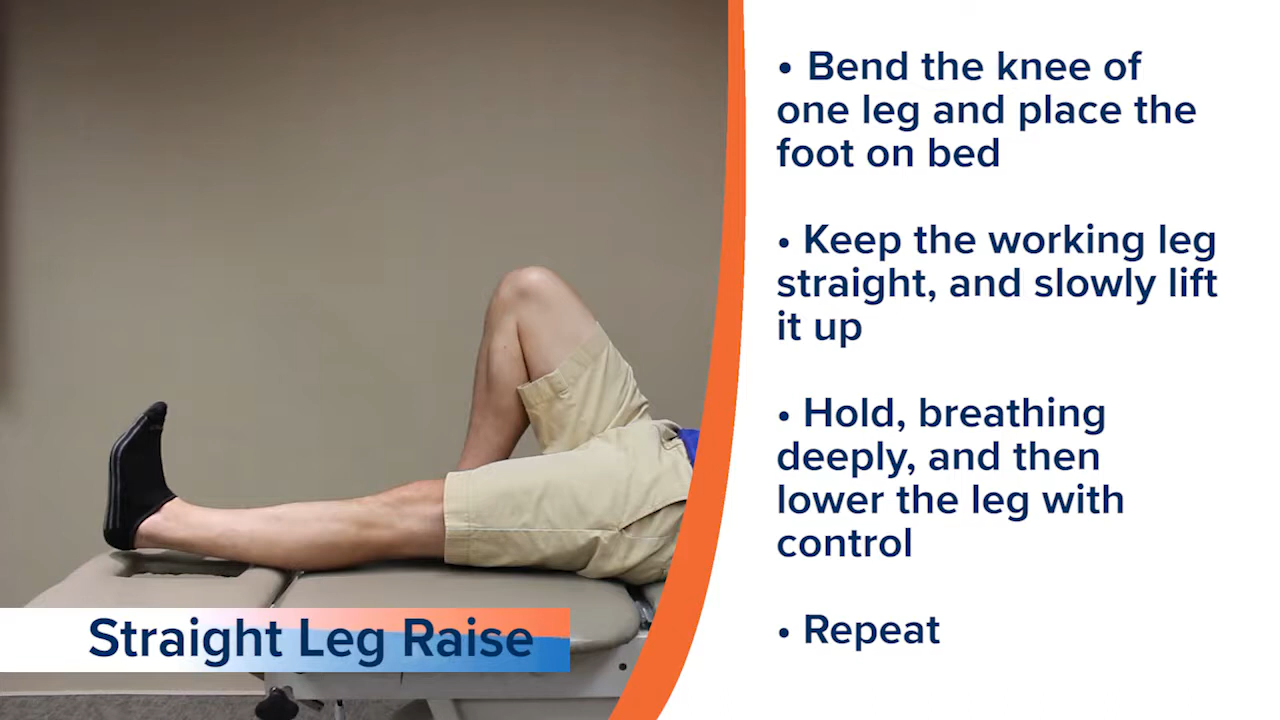 • Bend the knee of
one leg and place the
foot on bed
• Keep the working leg
straight, and slowly lift
it up
• Hold, breathing
deeply, and then
lower the leg with
control
• Repeat
Straight Leg Raise